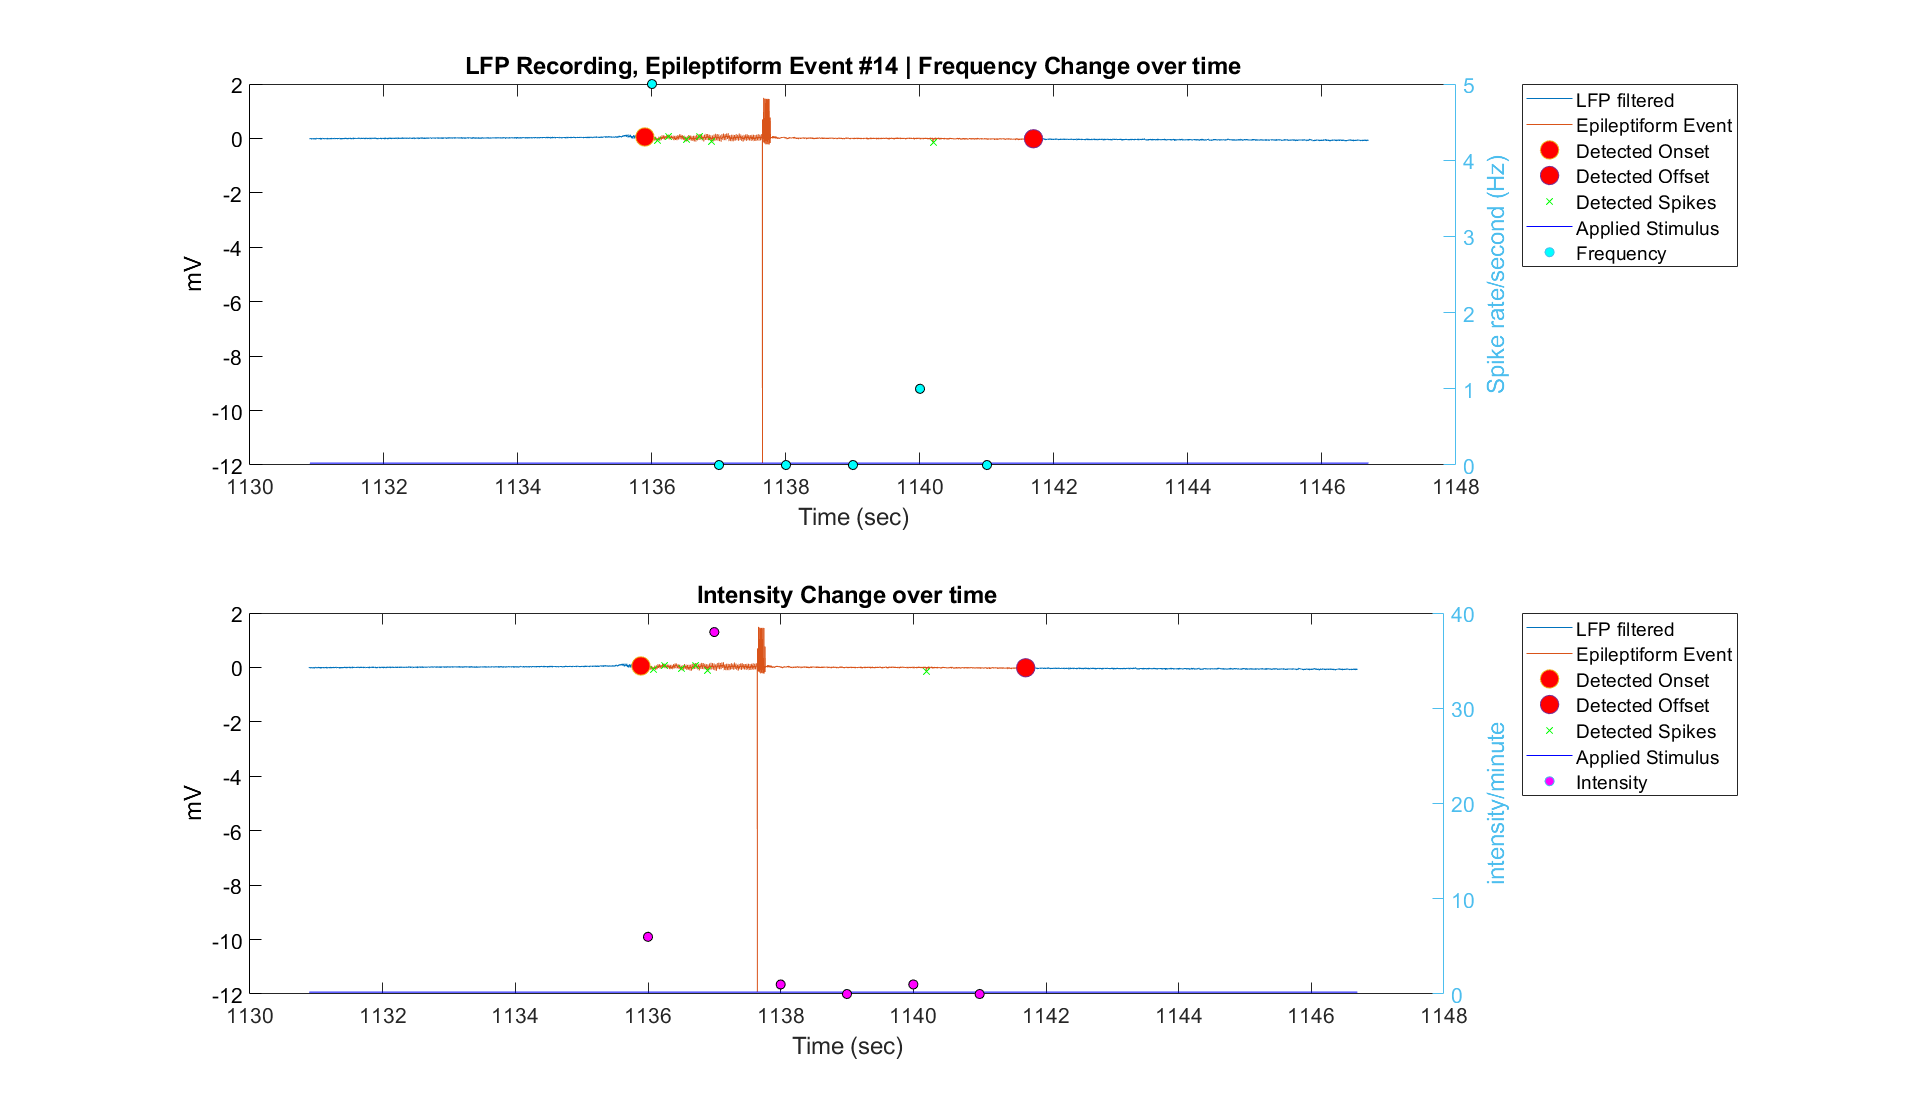 LFP Recording, Epileptiform Event #14 | Frequency Change over time
2
0
-2
-4
-6
-8
-10
-12
mV
1130 1132 1134 1136 1138 1140 1142 1144 1146 1148
Time (sec)
5
4
3
2
1
0
Spike rate/second (Hz)
LFP filtered
Epileptiform Event
Detected Onset
Detected Offset
Detected Spikes
Applied Stimulus
Frequency
Intensity Change over time
2
0
-2
-4
-6
-8
-10
-12
mV
1130 1132 1134 1136 1138 1140 1142 1144 1146 1148
Time (sec)
40
30
20
10
0
intensity/minute
LFP filtered
Epileptiform Event
Detected Onset
Detected Offset
Detected Spikes
Applied Stimulus
Intensity